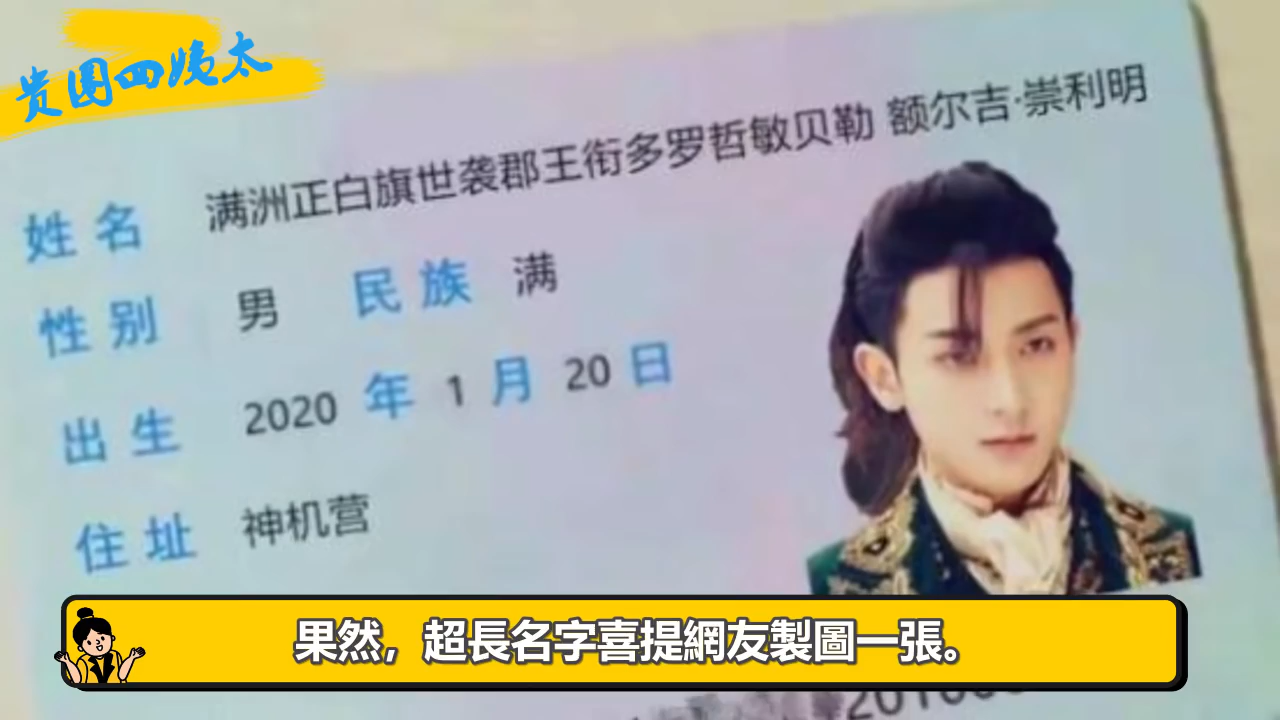 贵圈四姨太
姓名 满洲正白旗世袭郡王衔多罗哲敏贝勒 额尔吉·崇利明
性别 男 民族 满
出生 2020 年 1 月 20 日
住址 神机营
果然，超長名字喜提網友製圖一張。